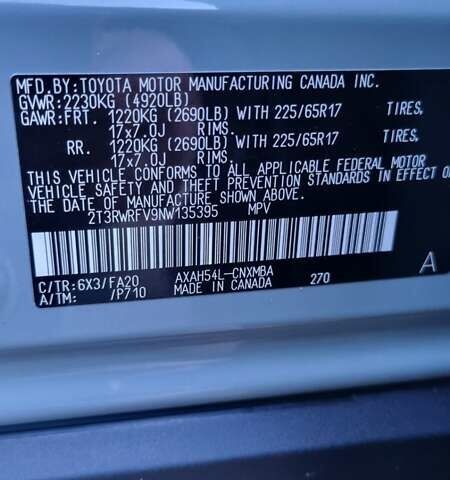 MFD.BY:TOYOTA MOTOR MANUFACTURING CANADA INC.
GVWR:2230KG (4920LB)
GAWR:FRT. 1220KG (2690LB) WITH 225/65R17 TIRES,
17x7.0J RIMS.
RR. 1220KG (2690LB) WITH 225/65R17 TIRES,
17x7.0J RIMS.
THIS VEHICLE CONFORMS TO ALL APPLICABLE FEDERAL MOTOR
VEHICLE SAFETY AND THEFT PREVENTION STANDARDS IN EFFECT O
THE DATE OF MANUFACTURE SHOWN ABOVE.
2T3RWRFV9NW135395 MPV
C/TR:6X3/FA20 AXAH54L-CNXMBA
A/TM: /P710 MADE IN CANADA 270 A